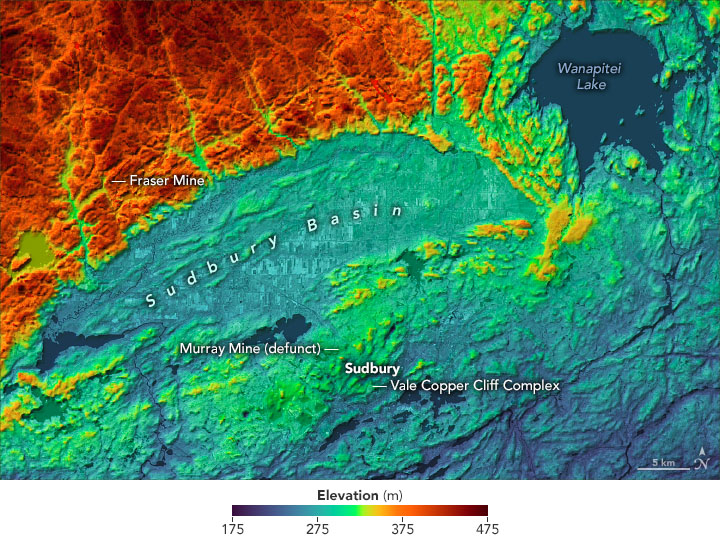 Wanapitei
Lake
— Fraser Mine
Sudbury Basin
Murray Mine (defunct) —
Sudbury
— Vale Copper Cliff Complex
5 km
N
Elevation (m)
175 275 375 475